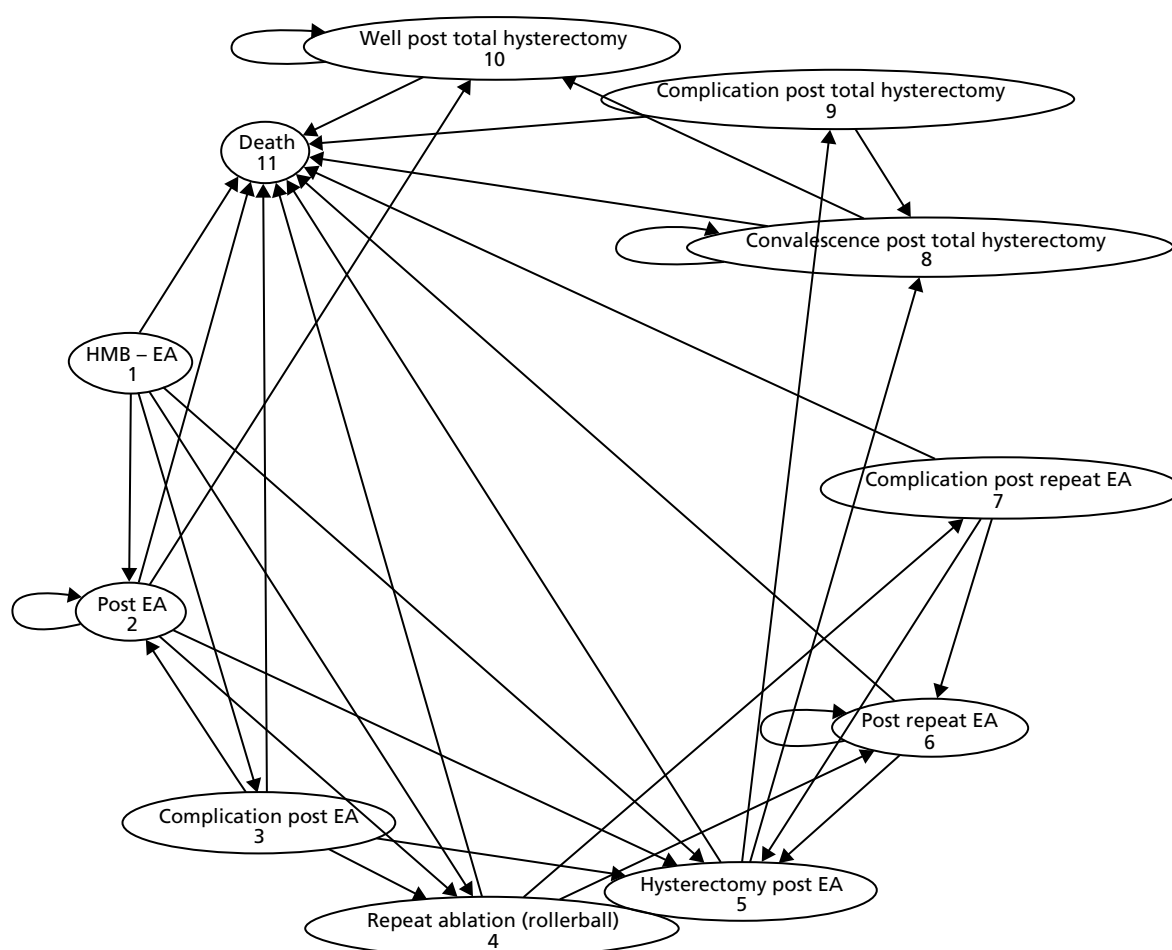 Well post total hysterectomy
10
Complication post total hysterectomy
9
Death
11
Convalescence post total hysterectomy
8
HMB – EA
1
Complication post repeat EA
7
Post EA
2
Post repeat EA
6
Complication post EA
3
Hysterectomy post EA
5
Repeat ablation (rollerball)
4